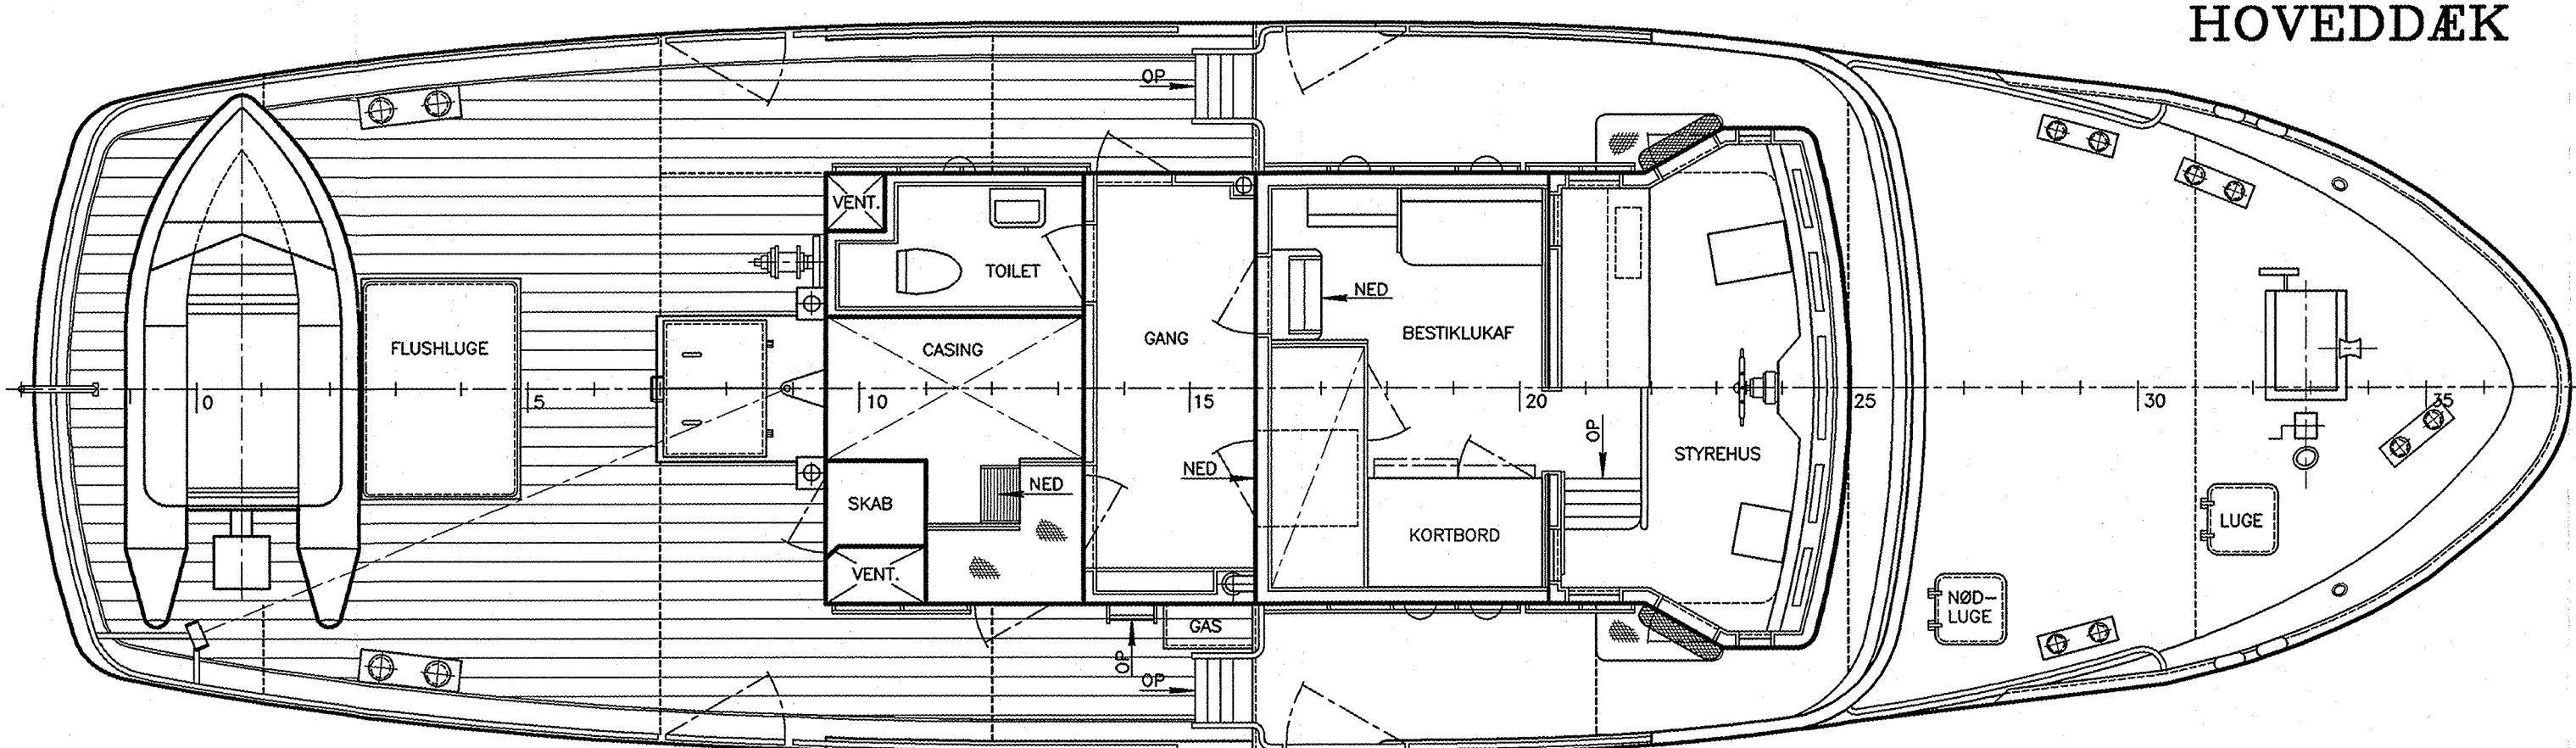 HOVEDDÆK
OP
VENT.
TOILET
NED
FLUSHLUGE
CASING
GANG
BESTIKLUKAF
0
5
10
15
20
25
30
35
OP
STYREHUS
NED
NED
SKAB
KORTBORD
LUGE
VENT.
NØD-
LUGE
GAS
OP
OP